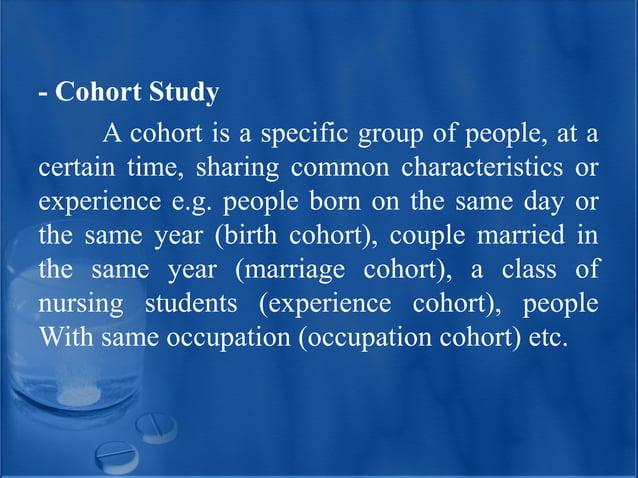 - Cohort Study
A cohort is a specific group of people, at a
certain time, sharing common characteristics or
experience e.g. people born on the same day or
the same year (birth cohort), couple married in
the same year (marriage cohort), a class of
nursing students (experience cohort), people
With same occupation (occupation cohort) etc.